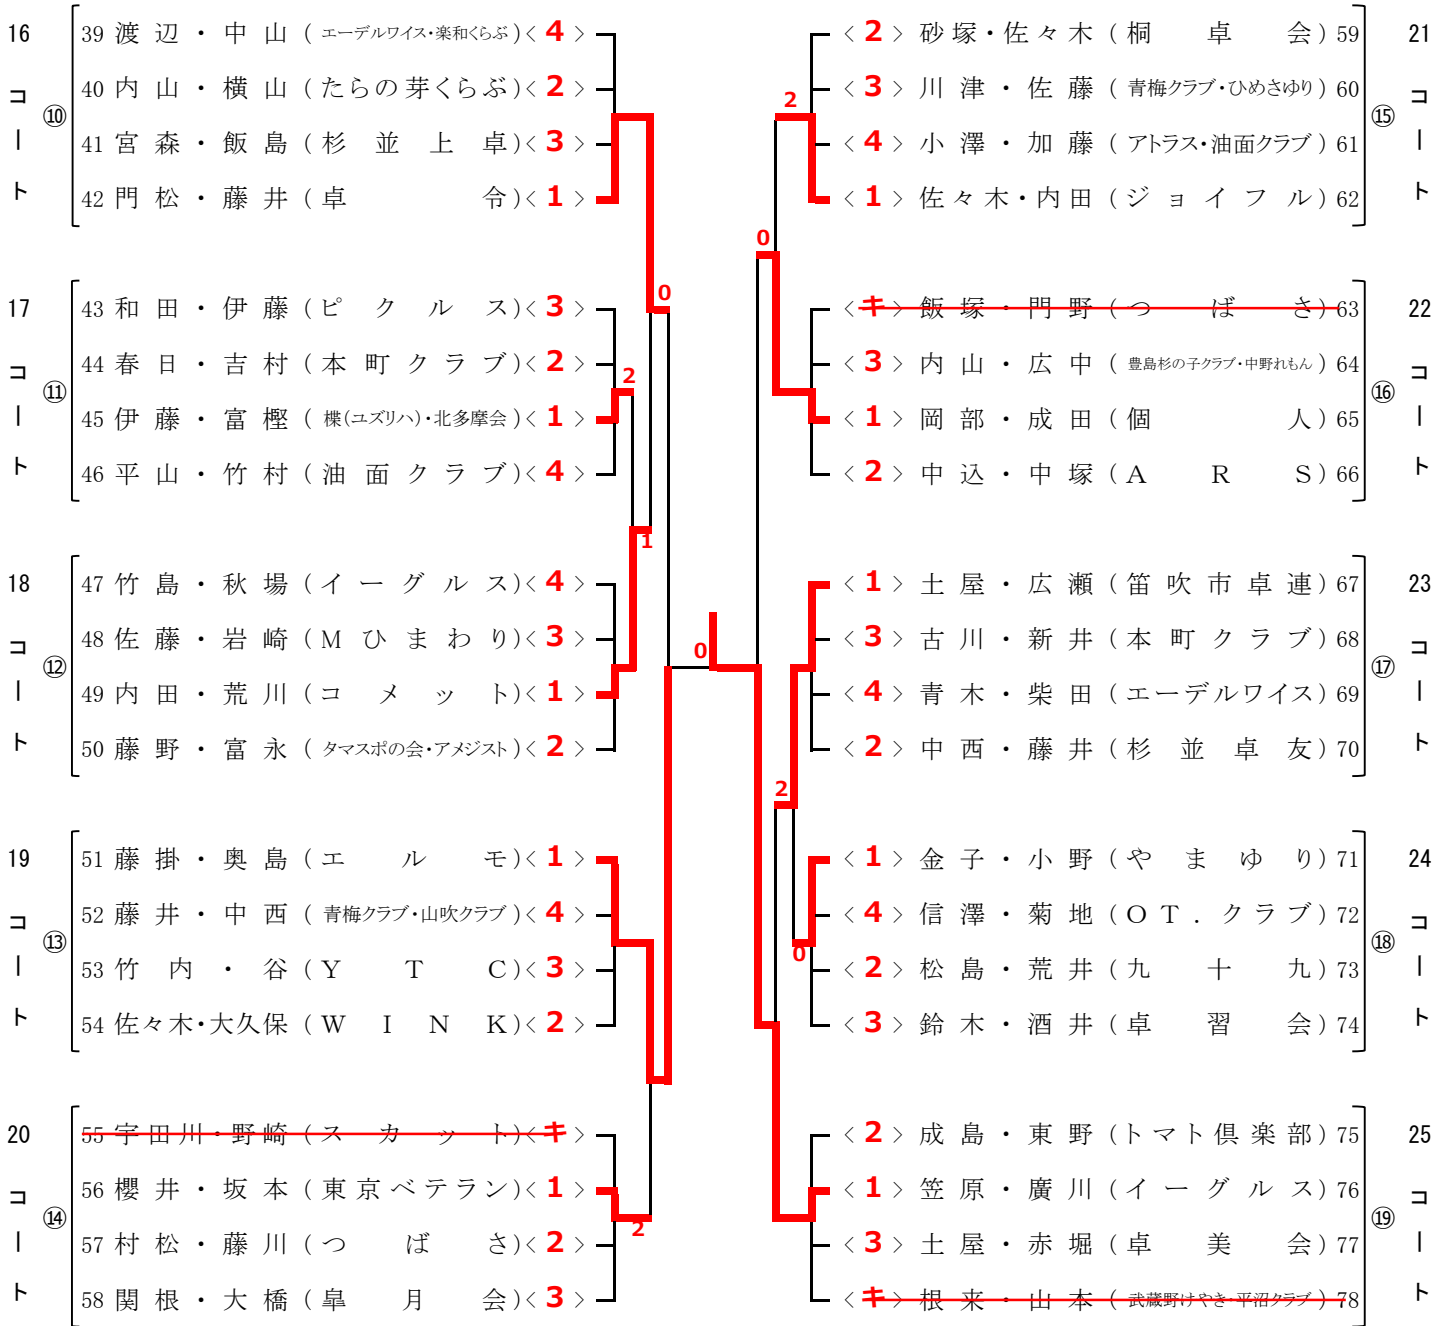 16 コート ⑩
39 渡辺・中山（エーデルワイス・楽和くらぶ）< 4 >
40 内山・横山（たらの芽くらぶ）< 2 >
41 宮森・飯島（杉並上卓）< 3 >
42 門松・藤井（卓令）< 1 >
17 コート ⑪
43 和田・伊藤（ピクルス）< 3 >
44 春日・吉村（本町クラブ）< 2 >
45 伊藤・富樫（楪(ユズリハ)・北多摩会）< 1 >
46 平山・竹村（油面クラブ）< 4 >
18 コート ⑫
47 竹島・秋場（イーグルス）< 4 >
48 佐藤・岩崎（Mひまわり）< 3 >
49 内田・荒川（コメット）< 1 >
50 藤野・富永（タマスポの会・アメジスト）< 2 >
19 コート ⑬
51 藤掛・奥島（エルモ）< 1 >
52 藤井・中西（青梅クラブ・山吹クラブ）< 4 >
53 竹内・谷（YTC）< 3 >
54 佐々木・大久保（WINK）< 2 >
20 コート ⑭
55 宇田川・野崎（スカット）< キ >
56 櫻井・坂本（東京ベテラン）< 1 >
57 村松・藤川（つばさ）< 2 >
58 関根・大橋（皐月会）< 3 >
0
2
1
2
0
2
0
2
0
21 コート ⑮
< 2 > 砂塚・佐々木（桐卓会）59
< 3 > 川津・佐藤（青梅クラブ・ひめさゆり）60
< 4 > 小澤・加藤（アトラス・油面クラブ）61
< 1 > 佐々木・内田（ジョイフル）62
22 コート ⑯
< キ > 飯塚・門野（つばさ）63
< 3 > 内山・広中（豊島杉の子クラブ・中野れもん）64
< 1 > 岡部・成田（個人）65
< 2 > 中込・中塚（ARS）66
23 コート ⑰
< 1 > 土屋・広瀬（笛吹市卓連）67
< 3 > 古川・新井（本町クラブ）68
< 4 > 青木・柴田（エーデルワイス）69
< 2 > 中西・藤井（杉並卓友）70
24 コート ⑱
< 1 > 金子・小野（やまゆり）71
< 4 > 信澤・菊地（OT.クラブ）72
< 2 > 松島・荒井（九十九）73
< 3 > 鈴木・酒井（卓習会）74
25 コート ⑲
< 2 > 成島・東野（トマト倶楽部）75
< 1 > 笠原・廣川（イーグルス）76
< 3 > 土屋・赤堀（卓美会）77
< キ > 根来・山本（武蔵野けやき・平沼クラブ）78